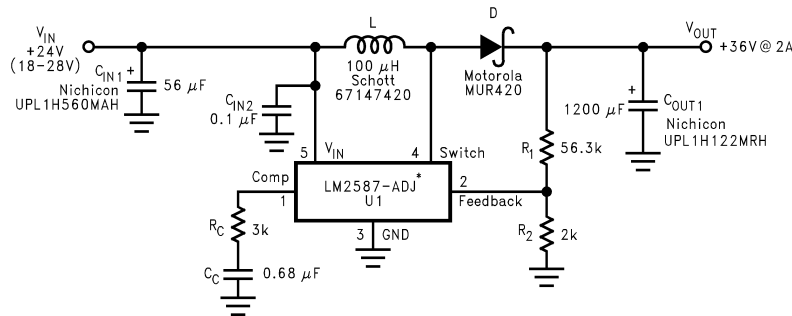 V_IN
+24V
(18-28V)
C_IN1
+
56 μF
Nichicon
UPL1H560MAH
C_IN2
0.1 μF
L
100 μH
Schott
67147420
D
Motorola
MUR420
V_OUT
+36V@2A
+
1200 μF
C_OUT1
Nichicon
UPL1H122MRH
R_1
56.3k
5
V_IN
4
Switch
Comp
1
LM2587-ADJ*
U1
2
Feedback
R_C
3k
3
GND
R_2
2k
C_C
0.68 μF